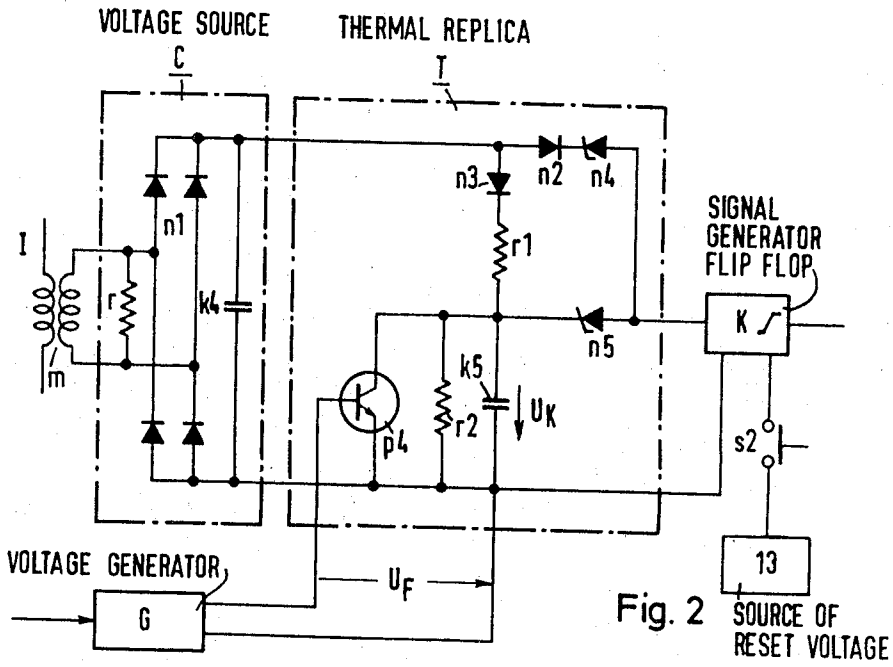 VOLTAGE SOURCE
C
THERMAL REPLICA
T
n3
n2
n4
n1
I
r1
SIGNAL
GENERATOR
FLIP FLOP
r
k4
K
n5
m
k5
UK
r2
p4
s2
VOLTAGE GENERATOR
UF
13
G
Fig. 2
SOURCE OF
RESET VOLTAGE